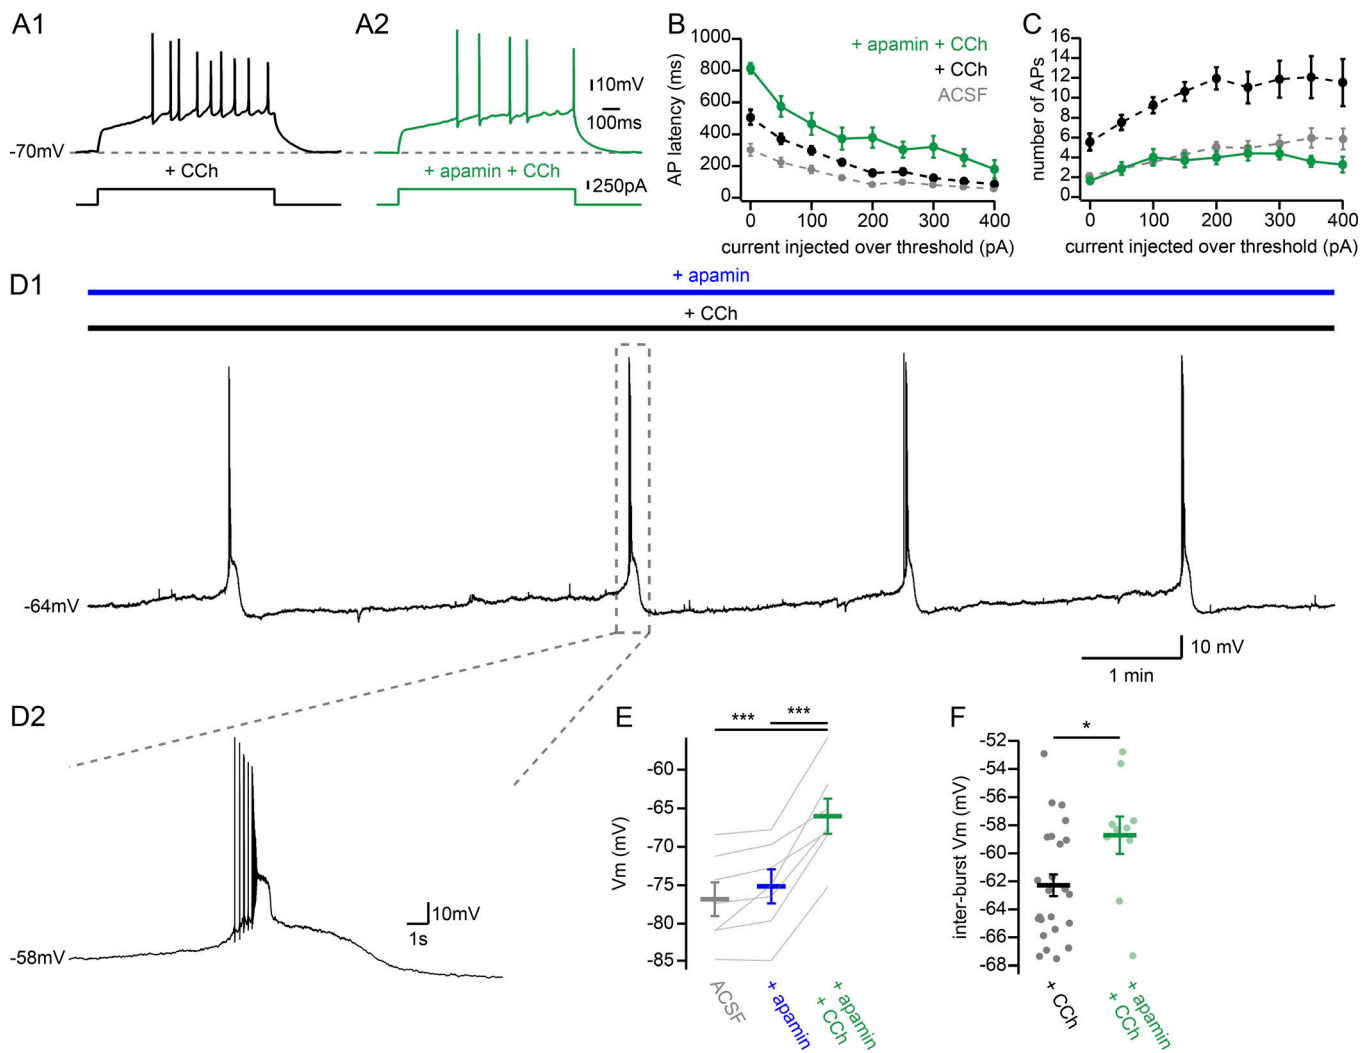 A1
A2
10mV
100ms
-70mV
+ CCh
+ apamin + CCh
250pA
B
+ apamin + CCh
+ CCh
ACSF
AP latency (ms)
1000
800
600
400
200
0
0 100 200 300 400
current injected over threshold (pA)
C
number of APs
16
14
12
10
8
6
4
2
0
0 100 200 300 400
current injected over threshold (pA)
D1
+ apamin
+ CCh
-64mV
10 mV
1 min
D2
10mV
1s
-58mV
E
*** ***
Vm (mV)
-60
-65
-70
-75
-80
-85
ACSF
+ apamin
+ apamin
+ CCh
F
*
inter-burst Vm (mV)
-52
-54
-56
-58
-60
-62
-64
-66
-68
+ CCh
+ apamin
+ CCh